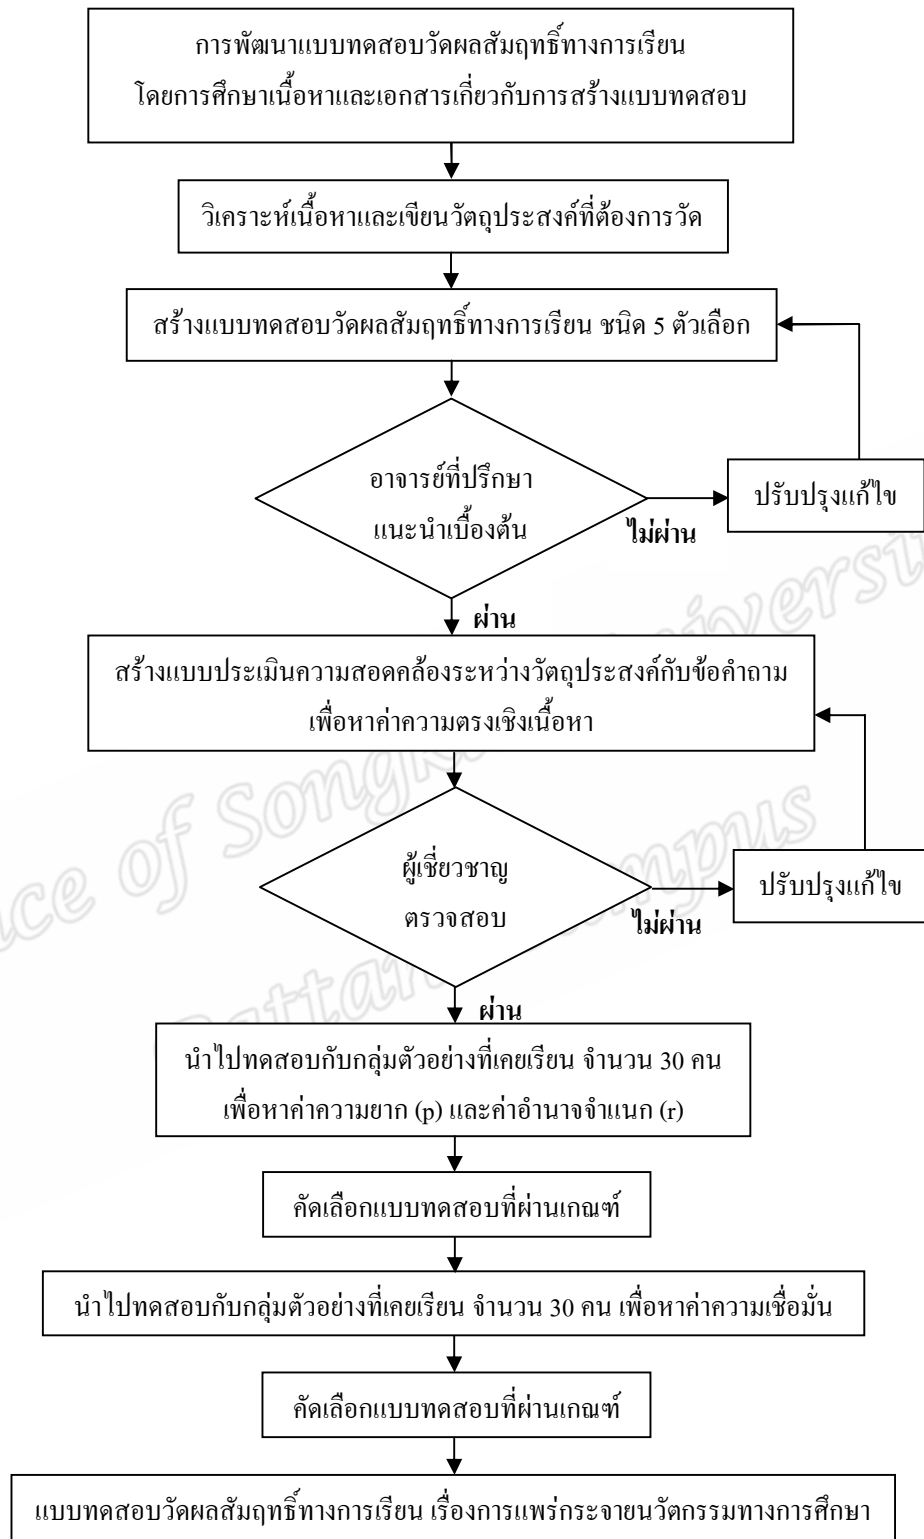 การพัฒนาแบบทดสอบวัดผลสัมฤทธิ์ทางการเรียน
โดยการศึกษาเนื้อหาและเอกสารเกี่ยวกับการสร้างแบบทดสอบ
วิเคราะห์เนื้อหาและเขียนวัตถุประสงค์ที่ต้องการวัด
สร้างแบบทดสอบวัดผลสัมฤทธิ์ทางการเรียน ชนิด 5 ตัวเลือก
อาจารย์ที่ปรึกษา
แนะนำเบื้องต้น
ไม่ผ่าน
ปรับปรุงแก้ไข
ผ่าน
สร้างแบบประเมินความสอดคล้องระหว่างวัตถุประสงค์กับข้อคำถาม
เพื่อหาค่าความตรงเชิงเนื้อหา
ผู้เชี่ยวชาญ
ตรวจสอบ
ไม่ผ่าน
ปรับปรุงแก้ไข
ผ่าน
นำไปทดสอบกับกลุ่มตัวอย่างที่เคยเรียน จำนวน 30 คน
เพื่อหาค่าความยาก (p) และค่าอำนาจจำแนก (r)
คัดเลือกแบบทดสอบที่ผ่านเกณฑ์
นำไปทดสอบกับกลุ่มตัวอย่างที่เคยเรียน จำนวน 30 คน เพื่อหาค่าความเชื่อมั่น
คัดเลือกแบบทดสอบที่ผ่านเกณฑ์
แบบทดสอบวัดผลสัมฤทธิ์ทางการเรียน เรื่องการแพร่กระจายนวัตกรรมทางการศึกษา